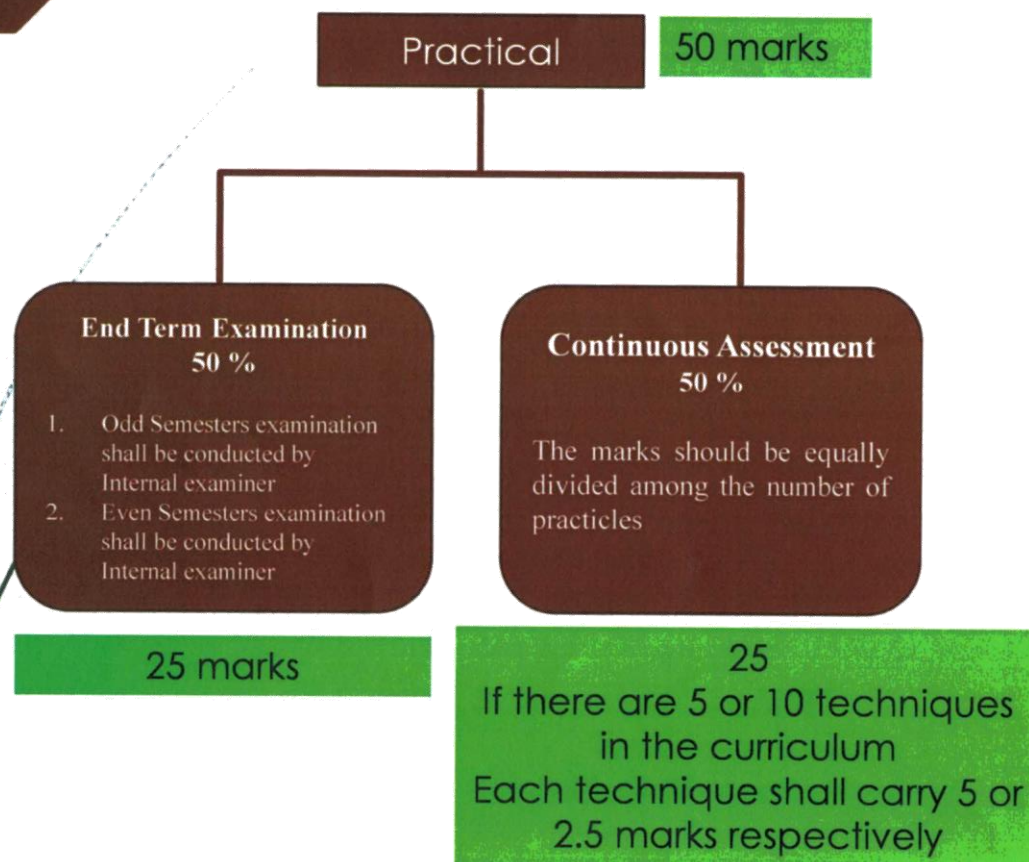 Practical
50 marks
End Term Examination
50 %
1. Odd Semesters examination
shall be conducted by
Internal examiner
2. Even Semesters examination
shall be conducted by
Internal examiner
25 marks
Continuous Assessment
50 %
The marks should be equally
divided among the number of
practicles
25
If there are 5 or 10 techniques
in the curriculum
Each technique shall carry 5 or
2.5 marks respectively